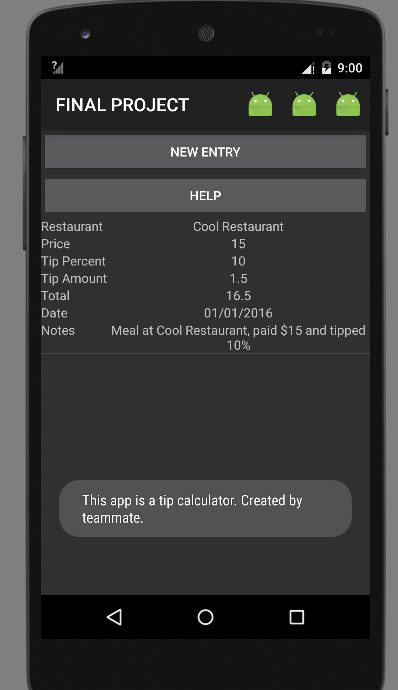 ? 9:00
FINAL PROJECT
NEW ENTRY
HELP
Restaurant Cool Restaurant
Price 15
Tip Percent 10
Tip Amount 1.5
Total 16.5
Date 01/01/2016
Notes Meal at Cool Restaurant, paid $15 and tipped
10%
This app is a tip calculator. Created by
teammate.